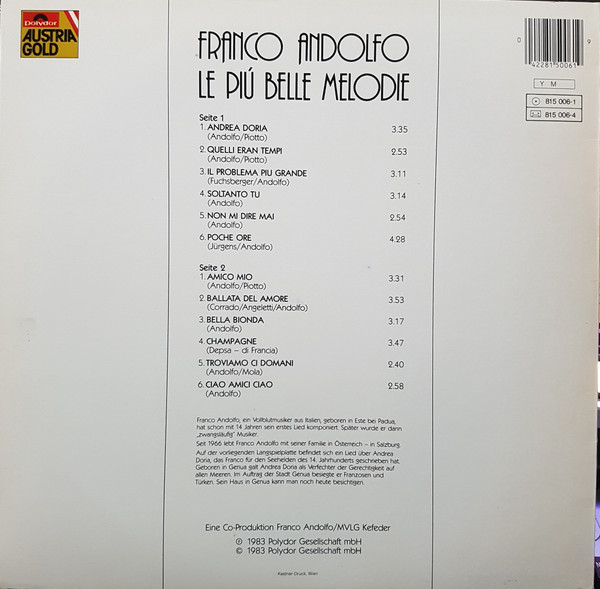 Polydor
AUSTRIA
GOLD
FRANCO ANDOLFO
LE PIÚ BELLE MELODIE
0 42281 50061 9
Y M
815 006-1
815 006-4
Seite 1
1. ANDREA DORIA 3.35
(Andolfo/Piotto)
2. QUELLI ERAN TEMPI 2.53
(Andolfo/Piotto)
3. IL PROBLEMA PIU GRANDE 3.11
(Fuchsberger/Andolfo)
4. SOLTANTO TU 3.14
(Andolfo)
5. NON MI DIRE MAI 2.54
(Andolfo)
6. POCHE ORE 4.28
(Jürgens/Andolfo)
Seite 2
1. AMICO MIO 3.31
(Andolfo/Piotto)
2. BALLATA DEL AMORE 3.53
(Corrado/Angeletti/Andolfo)
3. BELLA BIONDA 3.17
(Andolfo)
4. CHAMPAGNE 3.47
(Depsa – di Francia)
5. TROVIAMO CI DOMANI 2.40
(Andolfo/Mola)
6. CIAO AMICI CIAO 2.58
(Andolfo)
Franco Andolfo, ein Vollblutmusiker aus Italien, geboren in Este bei Padua,
hat schon mit 14 Jahren sein erstes Lied komponiert. Später wurde er dann
„zwangsläufig" Musiker.
Seit 1966 lebt Franco Andolfo mit seiner Familie in Österreich – in Salzburg.
Auf der vorliegenden Langspielplatte befindet sich ein Lied über Andrea
Doria, das Franco für den Seehelden des 14. Jahrhunderts geschrieben hat.
Geboren in Genua galt Andrea Doria als Verfechter der Gerechtigkeit auf
allen Meeren. Im Auftrag der Stadt Genua besiegte er Franzosen und
Türken. Sein Haus in Genua kann man noch heute besichtigen.
Eine Co-Produktion Franco Andolfo/MVLG Kefeder
℗ 1983 Polydor Gesellschaft mbH
© 1983 Polydor Gesellschaft mbH
Kastner Druck, Wien